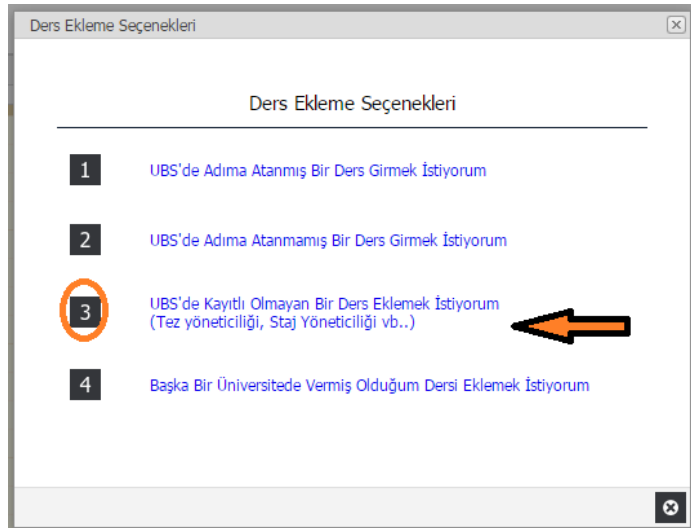 Ders Ekleme Seçenekleri
Ders Ekleme Seçenekleri
1 UBS'de Adıma Atanmış Bir Ders Girmek İstiyorum
2 UBS'de Adıma Atanmamış Bir Ders Girmek İstiyorum
3 UBS'de Kayıtlı Olmayan Bir Ders Eklemek İstiyorum
(Tez yöneticiliği, Staj Yöneticiliği vb..)
4 Başka Bir Üniversitede Vermiş Olduğum Dersi Eklemek İstiyorum